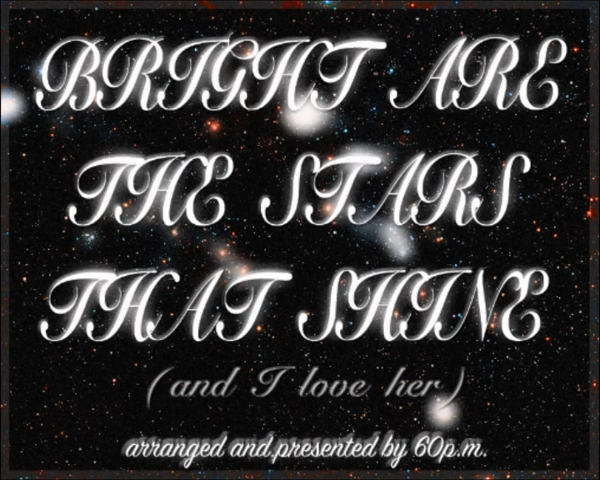 BRIGHT ARE
THE STARS
THAT SHINE
(and I love her)
arranged and presented by 60p.m.